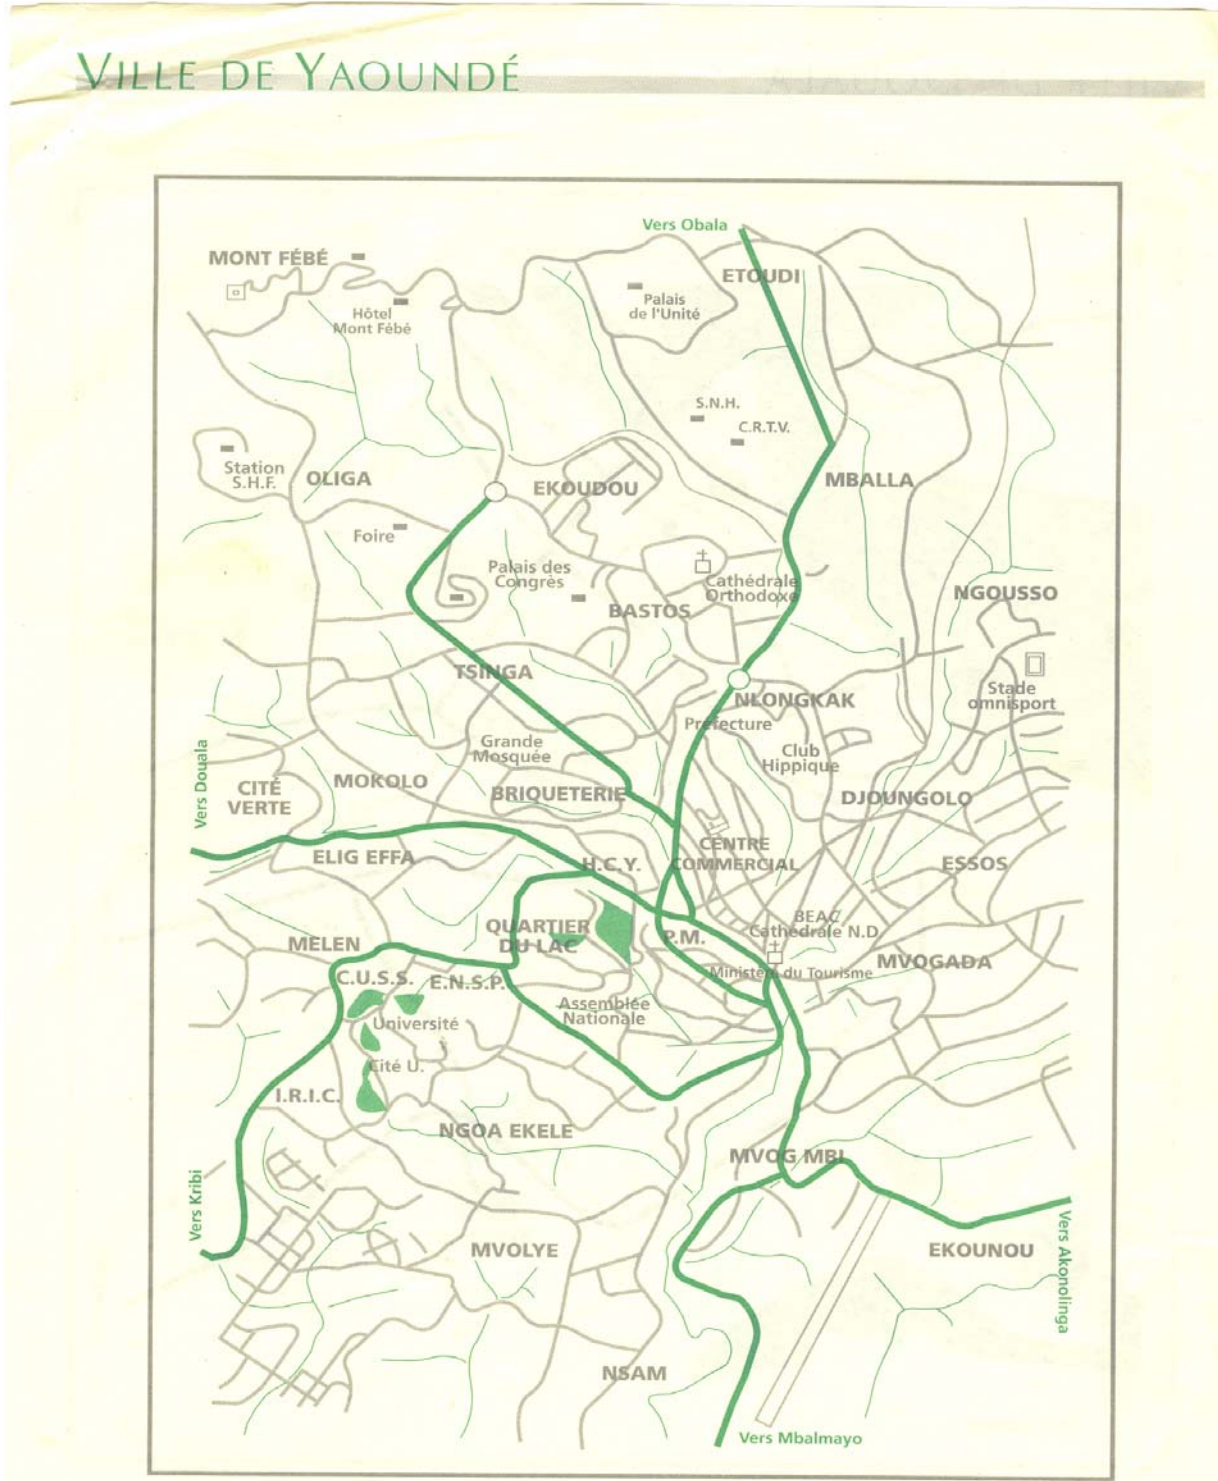 VILLE DE YAOUNDÉ
Vers Obala
MONT FÉBÉ
ETOUDI
Palais
de l'Unité
Hôtel
Mont Fébé
S.N.H.
C.R.T.V.
Station
S.H.F.
OLIGA
EKOUDOU
MBALLA
Foire
Palais des
Congrès
Cathédrale
Orthodoxe
BASTOS
NGOUSSO
TSINGA
Stade
omnisport
NLONGKAK
Préfecture
Grande
Mosquée
Club
Hippique
Vers Douala
CITÉ
VERTE
MOKOLO
BRIQUETERIE
DJOUNGOLO
CENTRE
COMMERCIAL
ELIG EFFA
H.C.Y.
ESSOS
QUARTIER
DU LAC
BEAC
Cathédrale N.D.
P.M.
MELEN
MVOGADA
Ministère du Tourisme
C.U.S.S.
E.N.S.P.
Assemblée
Nationale
Université
Cité U.
I.R.I.C.
NGOA EKELE
MVOG MBI
Vers Kribi
MVOLYE
EKOUNOU
Vers Akonolinga
NSAM
Vers Mbalmayo